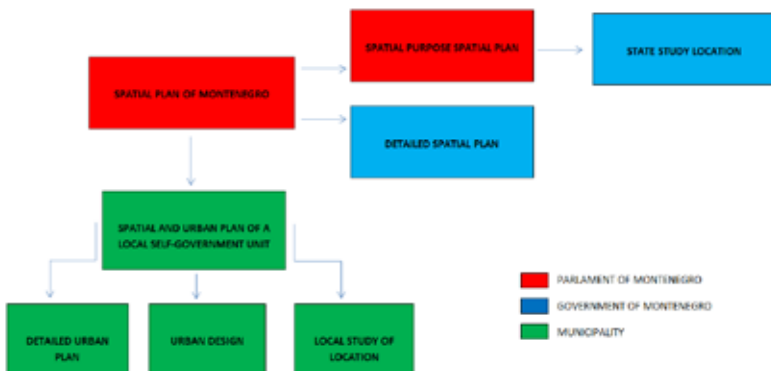 SPATIAL PURPOSE SPATIAL PLAN
STATE STUDY LOCATION
SPATIAL PLAN OF MONTENEGRO
DETAILED SPATIAL PLAN
SPATIAL AND URBAN PLAN OF A
LOCAL SELF-GOVERNMENT UNIT
PARLAMENT OF MONTENEGRO
GOVERNMENT OF MONTENEGRO
MUNICIPALITY
DETAILED URBAN
PLAN
URBAN DESIGN
LOCAL STUDY OF
LOCATION